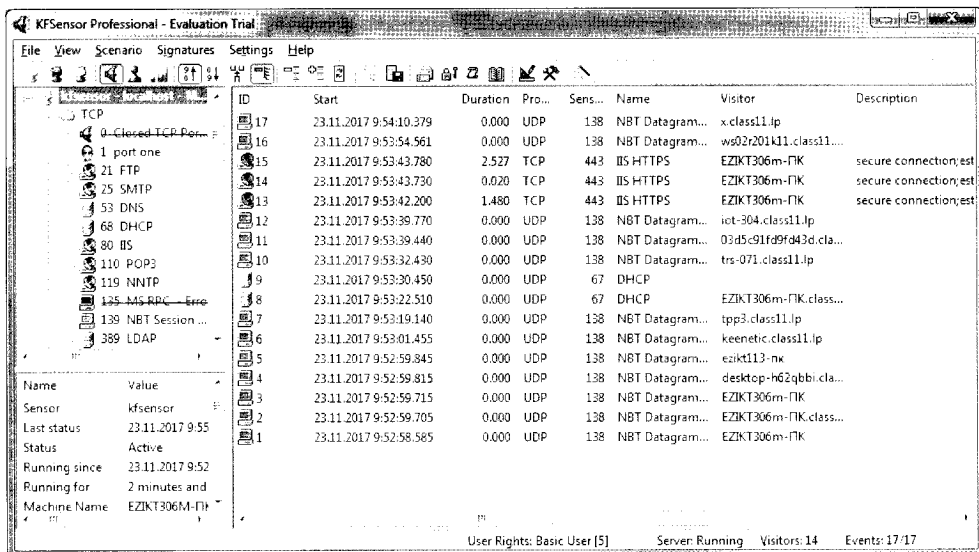 KFSensor Professional - Evaluation Trial
File View Scenario Signatures Settings Help
TCP
0 Closed TCP Por...
1 port one
21 FTP
25 SMTP
53 DNS
68 DHCP
80 IIS
110 POP3
119 NNTP
135 MS RPC - Erro
139 NBT Session ...
389 LDAP
Name Value
Sensor kfsensor
Last status 23.11.2017 9:55
Status Active
Running since 23.11.2017 9:52
Running for 2 minutes and
Machine Name EZIKT306M-ПК
ID Start Duration Pro... Sens... Name Visitor Description
17 23.11.2017 9:54:10.379 0.000 UDP 138 NBT Datagram... x.class11.lp
16 23.11.2017 9:53:54.561 0.000 UDP 138 NBT Datagram... ws02r201k11.class11....
15 23.11.2017 9:53:43.780 2.527 TCP 443 IIS HTTPS EZIKT306m-ПК secure connection;est
14 23.11.2017 9:53:43.730 0.020 TCP 443 IIS HTTPS EZIKT306m-ПК secure connection;est
13 23.11.2017 9:53:42.200 1.480 TCP 443 IIS HTTPS EZIKT306m-ПК secure connection;est
12 23.11.2017 9:53:39.770 0.000 UDP 138 NBT Datagram... iot-304.class11.lp
11 23.11.2017 9:53:39.440 0.000 UDP 138 NBT Datagram... 03d5c91fd9fd43d.cla...
10 23.11.2017 9:53:32.430 0.000 UDP 138 NBT Datagram... trs-071.class11.lp
9 23.11.2017 9:53:30.450 0.000 UDP 67 DHCP
8 23.11.2017 9:53:22.510 0.000 UDP 67 DHCP EZIKT306m-ПК.class...
7 23.11.2017 9:53:19.140 0.000 UDP 138 NBT Datagram... tpp3.class11.lp
6 23.11.2017 9:53:01.455 0.000 UDP 138 NBT Datagram... keenetic.class11.lp
5 23.11.2017 9:52:59.845 0.000 UDP 138 NBT Datagram... ezikt113-пк
4 23.11.2017 9:52:59.815 0.000 UDP 138 NBT Datagram... desktop-h62qbbi.cla...
3 23.11.2017 9:52:59.715 0.000 UDP 138 NBT Datagram... EZIKT306m-ПК
2 23.11.2017 9:52:59.705 0.000 UDP 138 NBT Datagram... EZIKT306m-ПК.class...
1 23.11.2017 9:52:58.585 0.000 UDP 138 NBT Datagram... EZIKT306m-ПК
User Rights: Basic User [5] Server: Running Visitors: 14 Events: 17/17